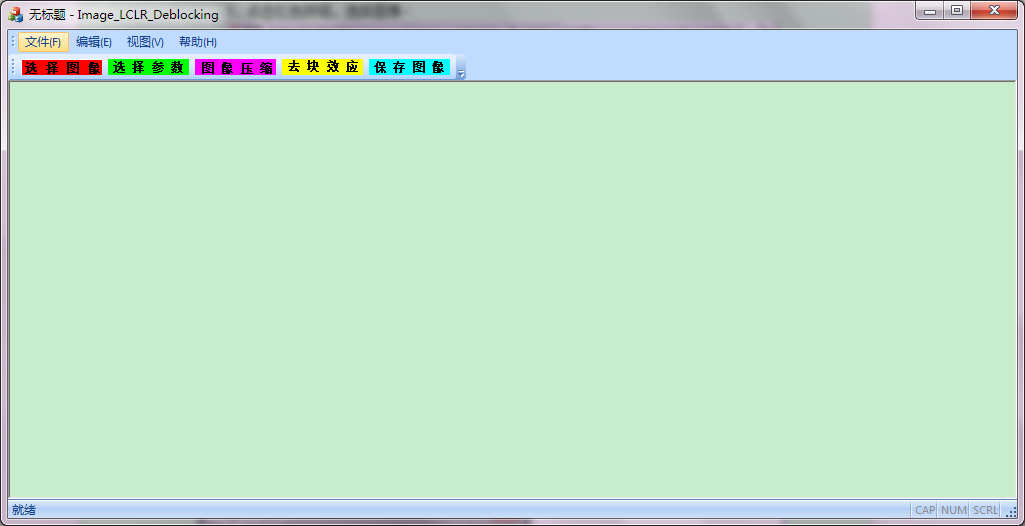 无标题 - Image_LCLR_Deblocking
文件(F) 编辑(E) 视图(V) 帮助(H)
选择图像 选择参数 图像压缩 去块效应 保存图像
就绪 CAP NUM SCRL